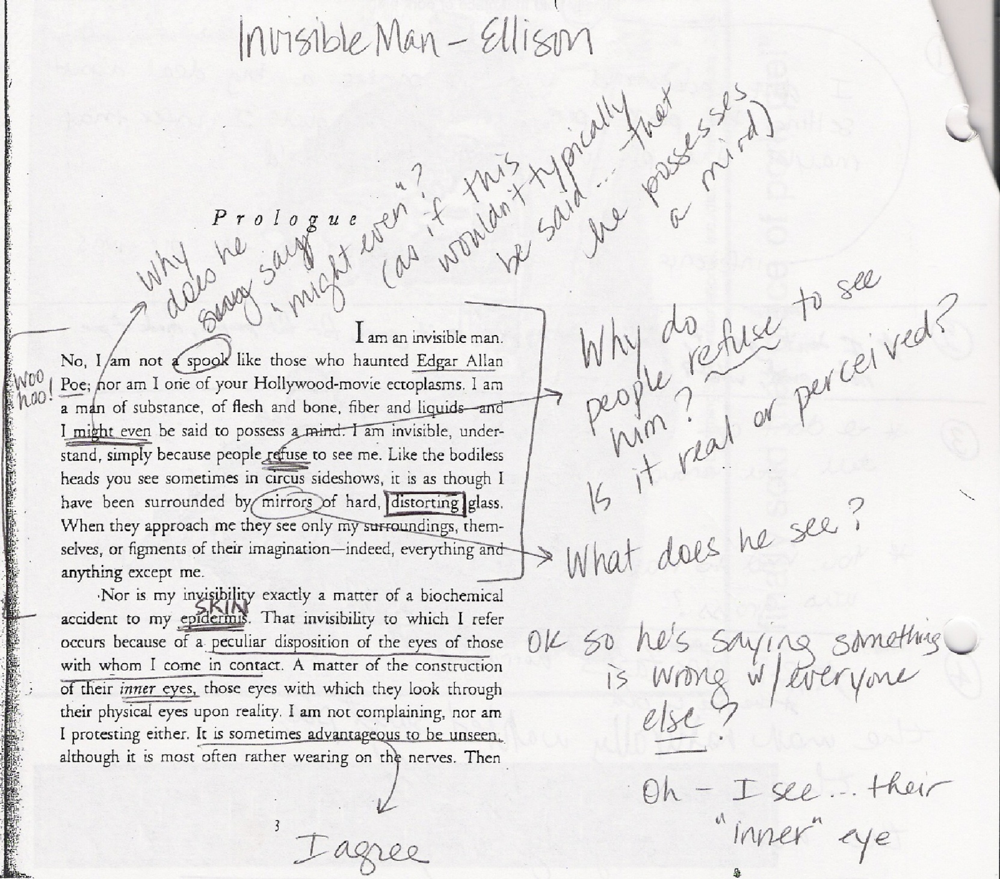 Invisible Man - Ellison
Prologue
Why
does he
say
"might even"?
(as if this
wouldn't typically
be said ... that
he possesses
a mind)
I am an invisible man.
No, I am not a spook like those who haunted Edgar Allan
Poe; nor am I one of your Hollywood-movie ectoplasms. I am
a man of substance, of flesh and bone, fiber and liquids—and
I might even be said to possess a mind. I am invisible, under-
stand, simply because people refuse to see me. Like the bodiless
heads you see sometimes in circus sideshows, it is as though I
have been surrounded by mirrors of hard, distorting glass.
When they approach me they see only my surroundings, them-
selves, or figments of their imagination—indeed, everything and
anything except me.
woo
hoo!
Why do
people refuse to see
him?
Is it real or perceived?
What does he see?
Nor is my invisibility exactly a matter of a biochemical
SKIN
accident to my epidermis. That invisibility to which I refer
occurs because of a peculiar disposition of the eyes of those
with whom I come in contact. A matter of the construction
of their inner eyes, those eyes with which they look through
their physical eyes upon reality. I am not complaining, nor am
I protesting either. It is sometimes advantageous to be unseen,
although it is most often rather wearing on the nerves. Then
OK so he's saying something
is wrong w/everyone
else?
Oh - I see... their
"inner" eye
3
I agree